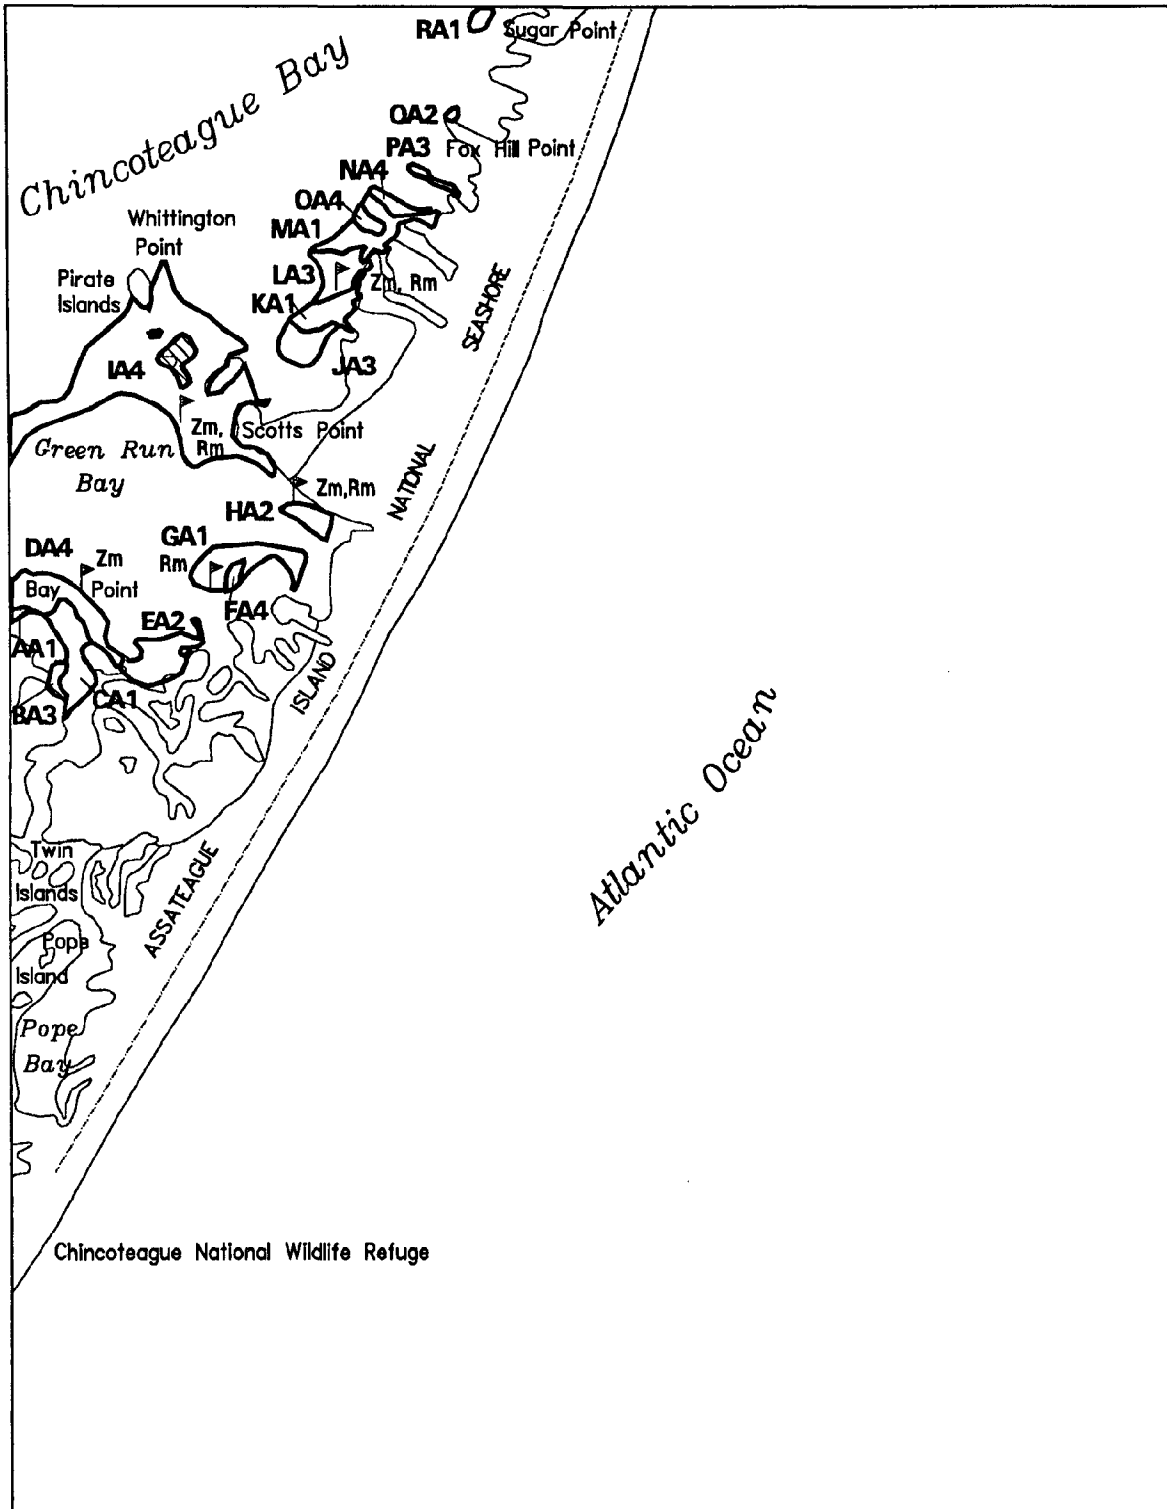 RA1
Sugar Point
Chincoteague Bay
QA2
PA3
Fox Hill Point
NA4
OA4
MA1
Whittington
Point
LA3
Zm, Rm
Pirate
Islands
KA1
SEASHORE
IA4
JA3
Zm,
Rm
Scotts Point
Green Run
Bay
NATIONAL
Zm,Rm
HA2
GA1
Rm
DA4
Zm
Bay Point
FA4
EA2
AA1
ISLAND
CA1
BA3
Atlantic Ocean
Twin
Islands
ASSATEAGUE
Pope
Island
Pope
Bay
Chincoteague National Wildlife Refuge